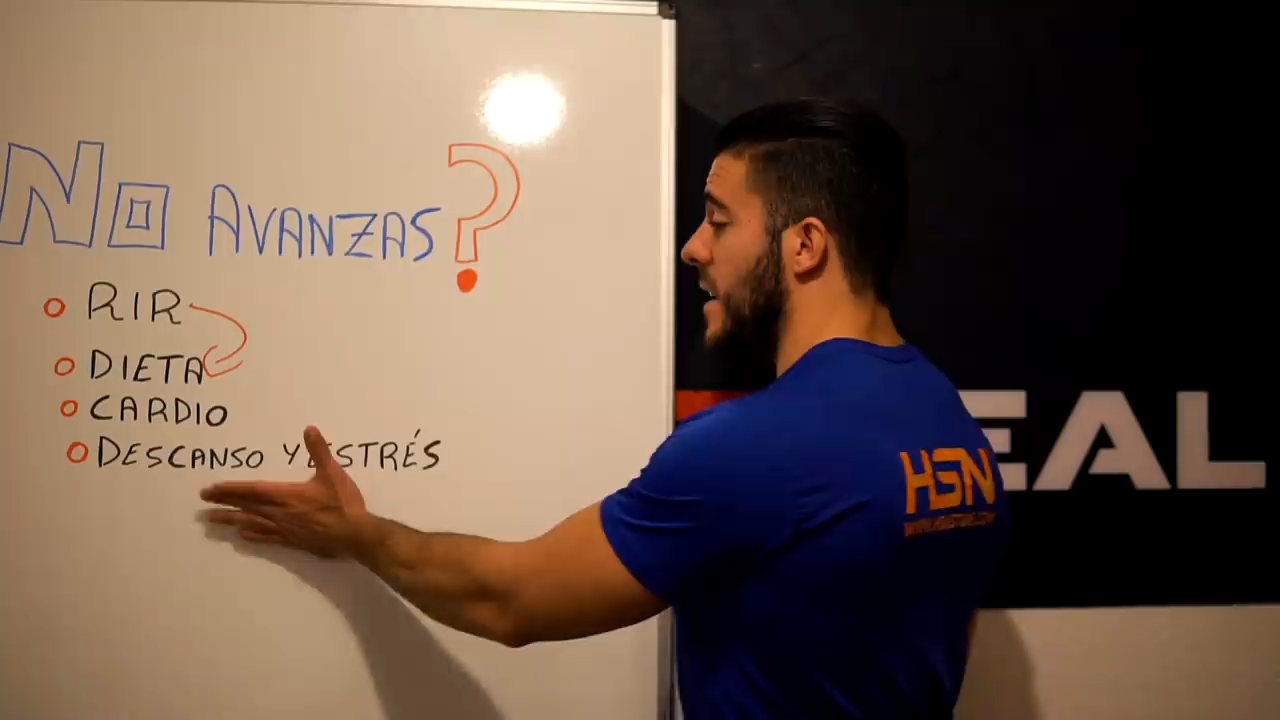 No AVANZAS?
RIR
DIETA
CARDIO
DESCANSO Y ESTRÉS
HSN
EAL